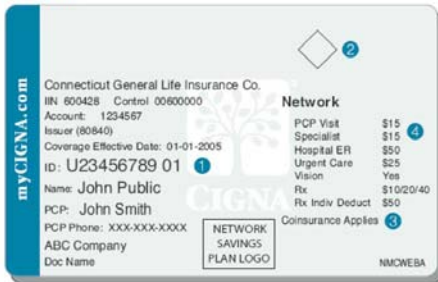 myCIGNA.com
2
Connecticut General Life Insurance Co.
IIN 600428 Control 00600000
Account: 1234567
Issuer (80840)
Coverage Effective Date: 01-01-2005
ID: U23456789 01 1
Name: John Public
PCP: John Smith
PCP Phone: XXX-XXX-XXXX
ABC Company
Doc Name
CIGNA
NETWORK
SAVINGS
PLAN LOGO
Network
PCP Visit $15
Specialist $15 4
Hospital ER $50
Urgent Care $25
Vision Yes
Rx $10/20/40
Rx Indiv Deduct $50
Coinsurance Applies 3
NMCWEBA